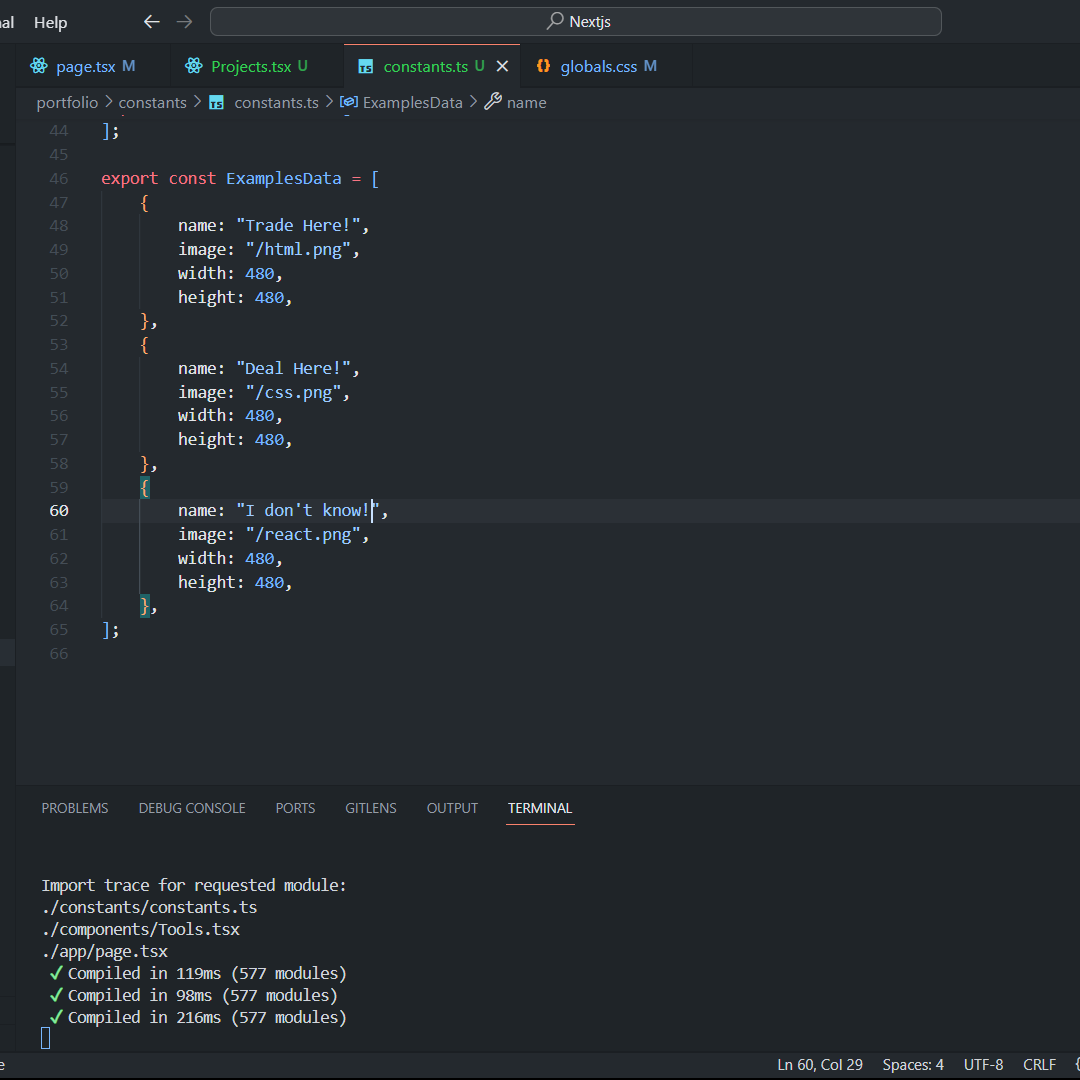 al Help Nextjs
page.tsx M Projects.tsx U constants.ts U globals.css M
portfolio > constants > TS constants.ts > ExamplesData > name
44 ];
45
46 export const ExamplesData = [
47 {
48 name: "Trade Here!",
49 image: "/html.png",
50 width: 480,
51 height: 480,
52 },
53 {
54 name: "Deal Here!",
55 image: "/css.png",
56 width: 480,
57 height: 480,
58 },
59 {
60 name: "I don't know!",
61 image: "/react.png",
62 width: 480,
63 height: 480,
64 },
65 ];
66
PROBLEMS DEBUG CONSOLE PORTS GITLENS OUTPUT TERMINAL
Import trace for requested module:
./constants/constants.ts
./components/Tools.tsx
./app/page.tsx
✓ Compiled in 119ms (577 modules)
✓ Compiled in 98ms (577 modules)
✓ Compiled in 216ms (577 modules)
e Ln 60, Col 29 Spaces: 4 UTF-8 CRLF {